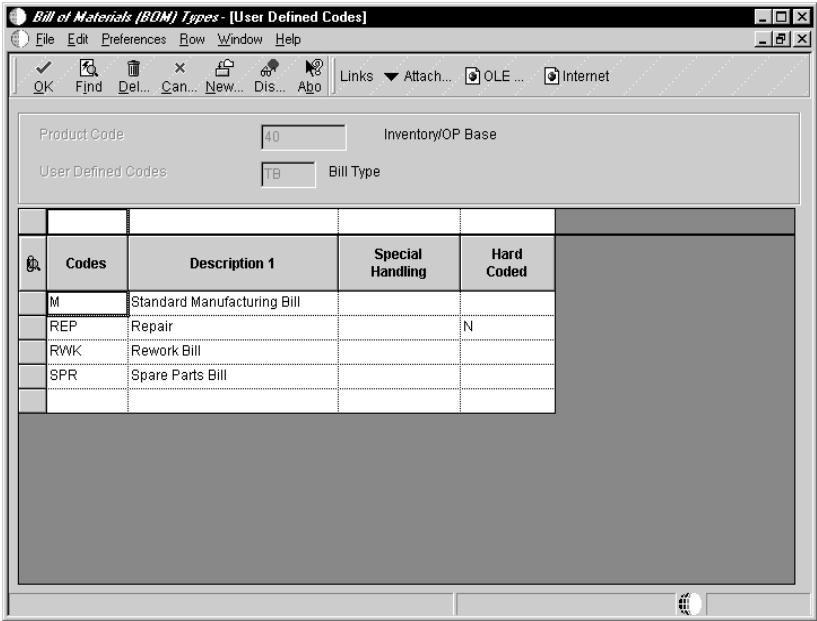 Bill of Materials (BOM) Types - [User Defined Codes]
File Edit Preferences Row Window Help
OK Find Del... Can... New... Dis... Abo Links Attach... OLE ... Internet
Product Code 40 Inventory/OP Base
User Defined Codes TB Bill Type
Codes Description 1 Special Handling Hard Coded
M Standard Manufacturing Bill
REP Repair N
RWK Rework Bill
SPR Spare Parts Bill